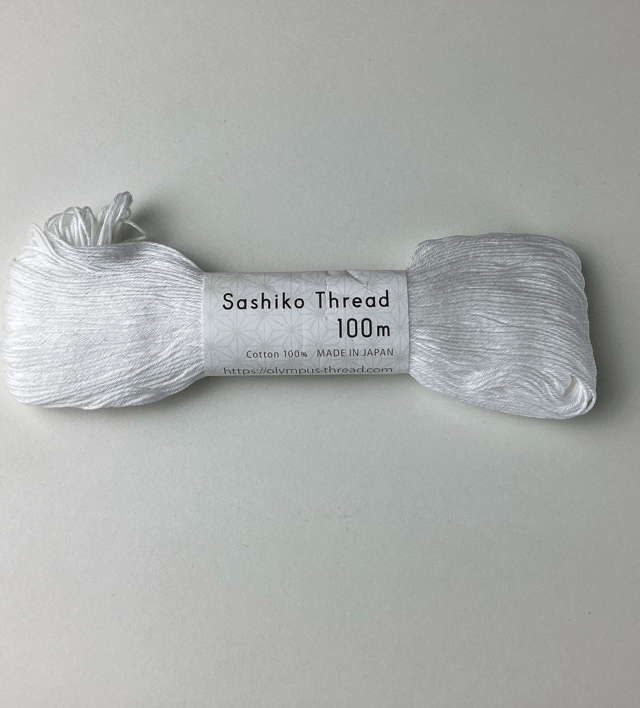 Sashiko Thread
100m
Cotton 100% MADE IN JAPAN
https://olympus-thread.com